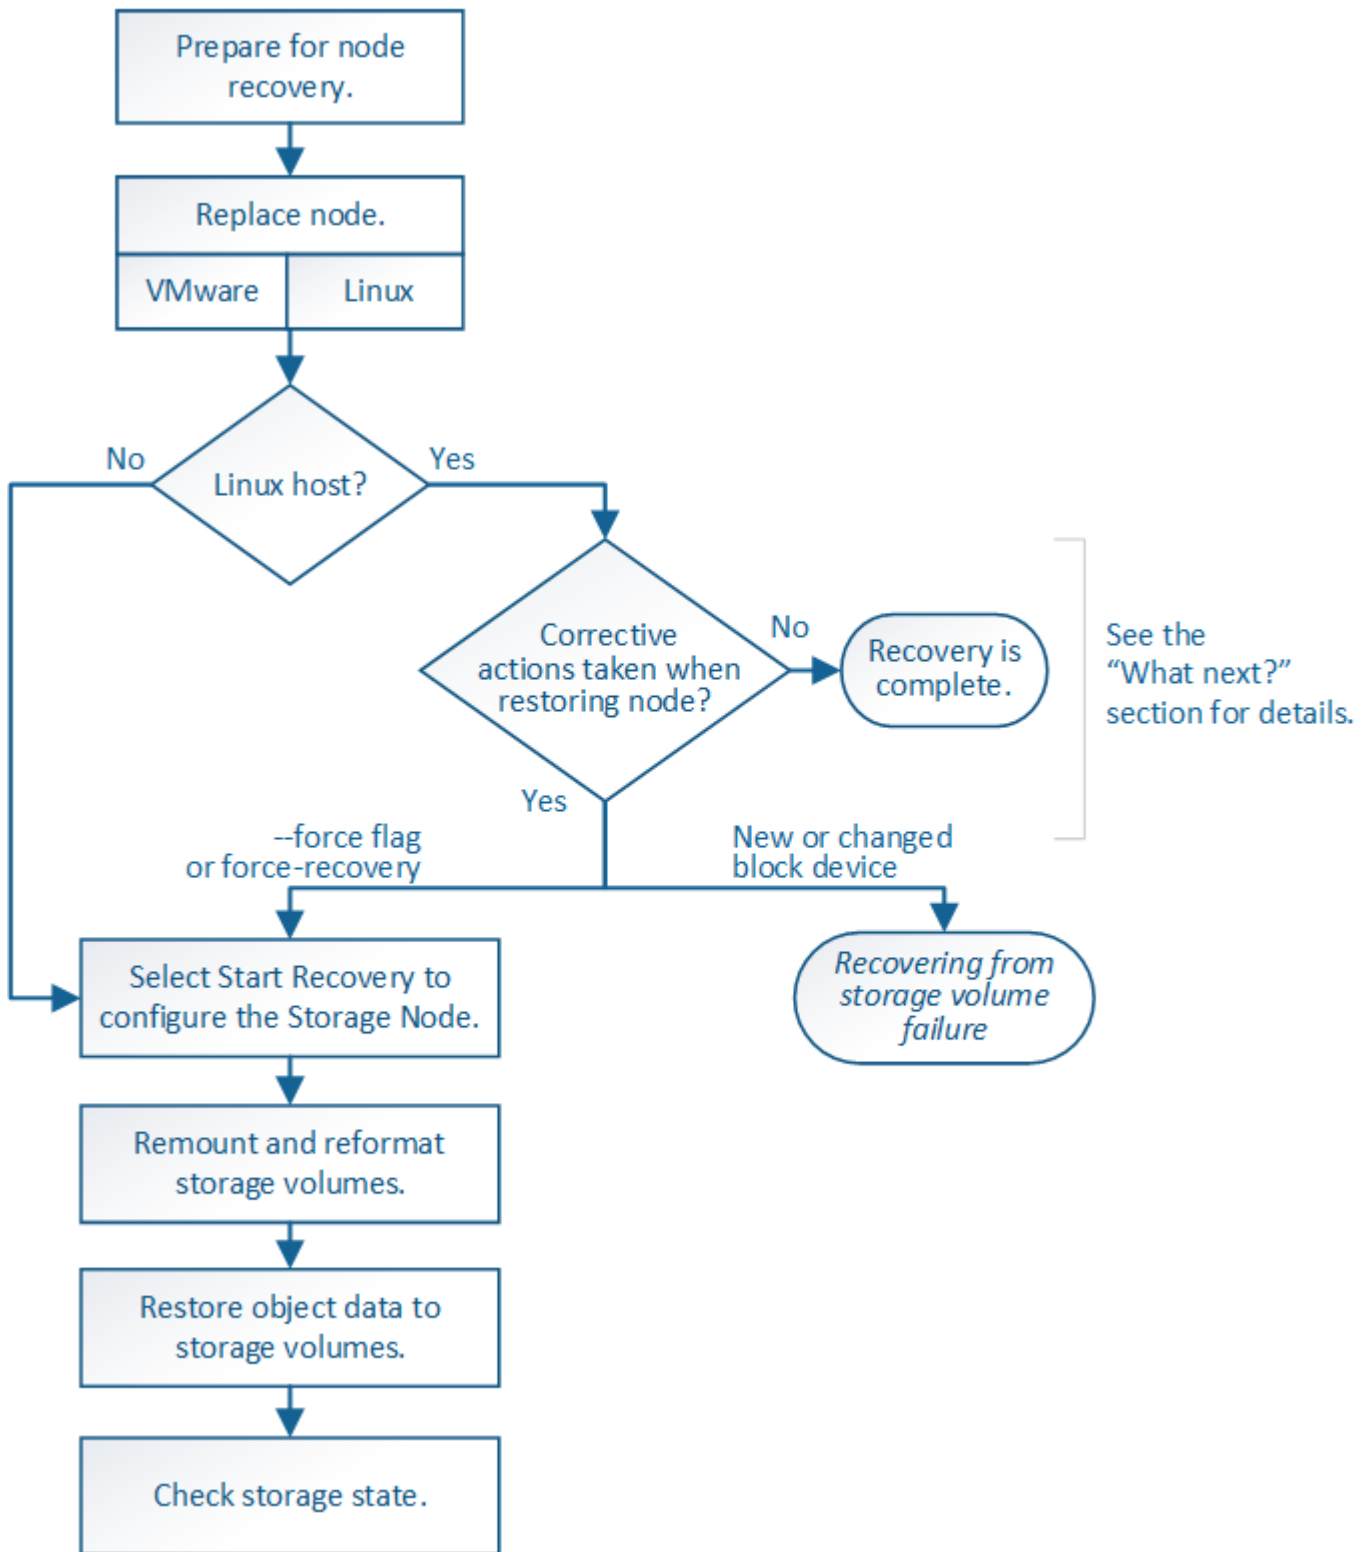 Prepare for node
recovery.
Replace node.
VMware
Linux
Linux host?
No
Yes
Corrective
actions taken when
restoring node?
No
Recovery is
complete.
See the
“What next?”
section for details.
Yes
--force flag
or force-recovery
New or changed
block device
Select Start Recovery to
configure the Storage Node.
Recovering from
storage volume
failure
Remount and reformat
storage volumes.
Restore object data to
storage volumes.
Check storage state.